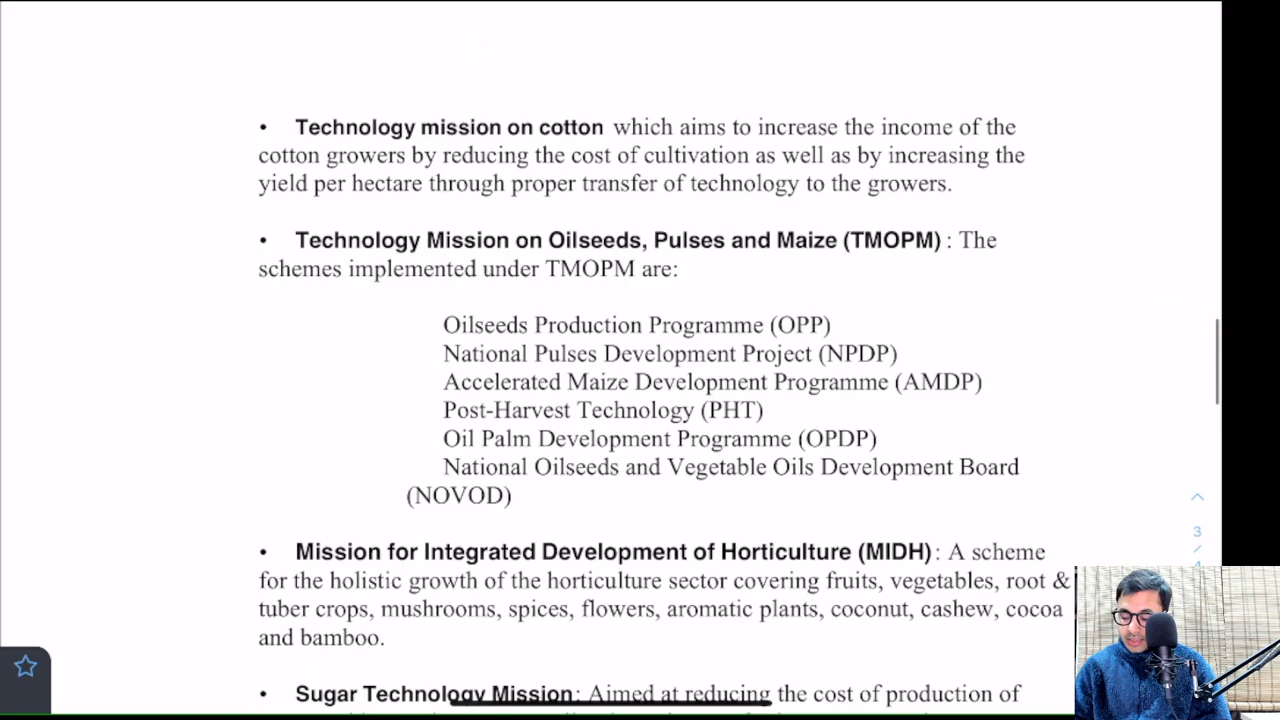 • Technology mission on cotton which aims to increase the income of the
cotton growers by reducing the cost of cultivation as well as by increasing the
yield per hectare through proper transfer of technology to the growers.
• Technology Mission on Oilseeds, Pulses and Maize (TMOPM) : The
schemes implemented under TMOPM are:
Oilseeds Production Programme (OPP)
National Pulses Development Project (NPDP)
Accelerated Maize Development Programme (AMDP)
Post-Harvest Technology (PHT)
Oil Palm Development Programme (OPDP)
National Oilseeds and Vegetable Oils Development Board
(NOVOD)
• Mission for Integrated Development of Horticulture (MIDH) : A scheme
for the holistic growth of the horticulture sector covering fruits, vegetables, root &
tuber crops, mushrooms, spices, flowers, aromatic plants, coconut, cashew, cocoa
and bamboo.
• Sugar Technology Mission: Aimed at reducing the cost of production of
3
/